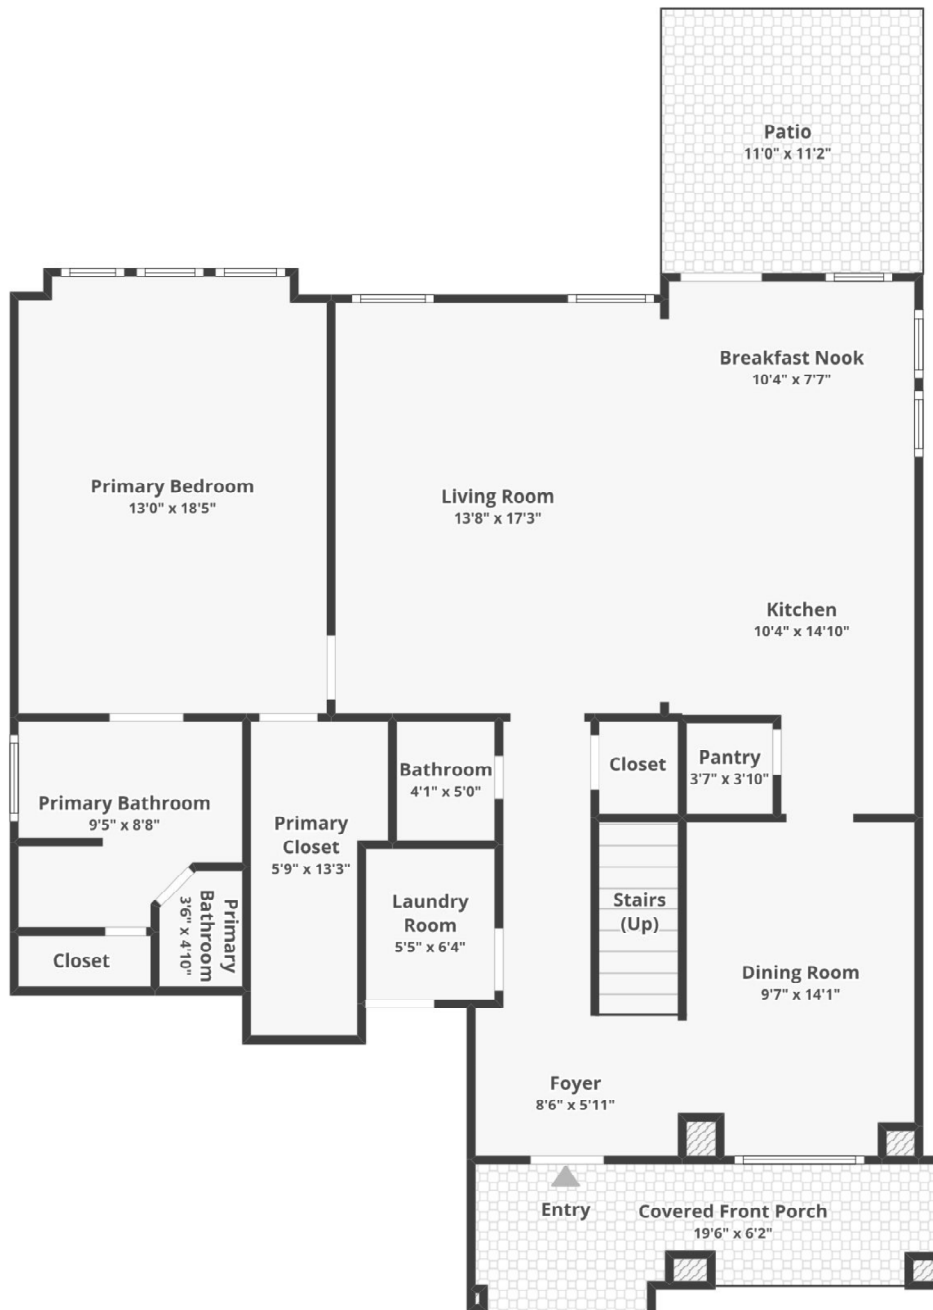 Patio
11'0" x 11'2"
Breakfast Nook
10'4" x 7'7"
Primary Bedroom
13'0" x 18'5"
Living Room
13'8" x 17'3"
Kitchen
10'4" x 14'10"
Primary Bathroom
9'5" x 8'8"
Primary
Closet
5'9" x 13'3"
Bathroom
4'1" x 5'0"
Closet
Pantry
3'7" x 3'10"
Laundry
Room
5'5" x 6'4"
Stairs
(Up)
Primary
Bathroom
3'6" x 4'10"
Closet
Dining Room
9'7" x 14'1"
Foyer
8'6" x 5'11"
Entry
Covered Front Porch
19'6" x 6'2"